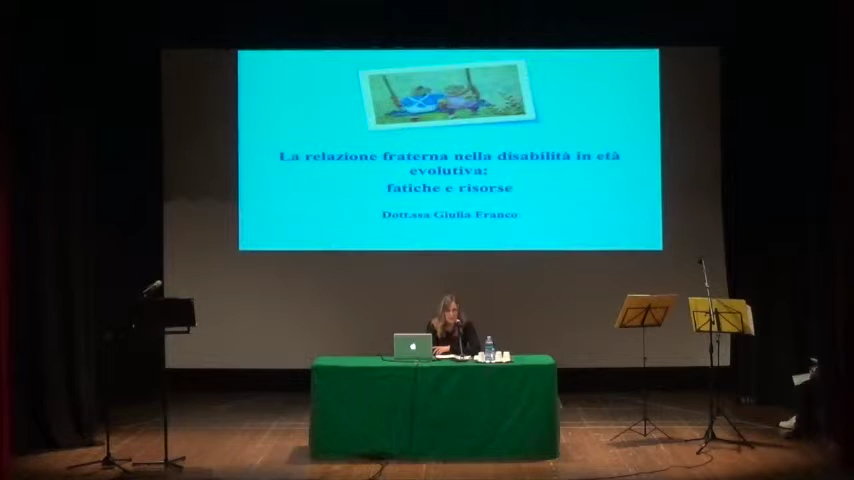 La relazione fraterna nella disabilità in età
evolutiva:
fatiche e risorse
Dott.ssa Giulia Franco